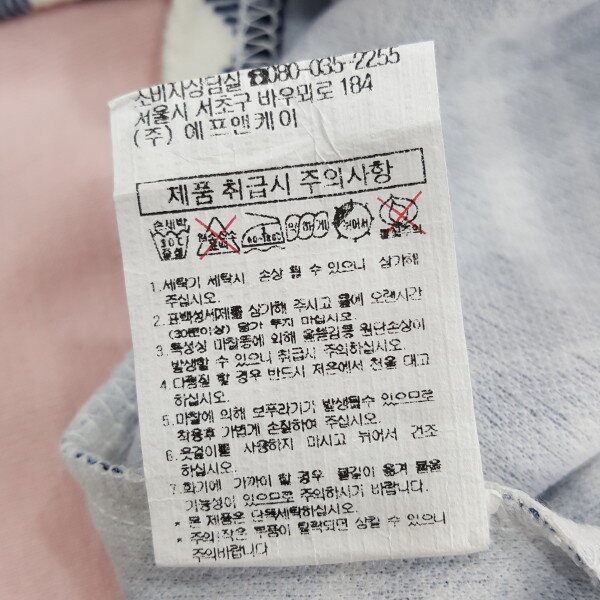 소비자상담실 ☎080-035-2255
서울시 서초구 바우뫼로 184
(주) 에프앤케이
제품 취급시 주의사항
손세탁
30℃
중성
80-120℃
약하게
뉘어서
1. 세탁기 세탁시 손상 될 수 있으니 삼가해
주십시오.
2. 표백성세제를 삼가해 주시고 물에 오랜시간
(30분이상) 담가 두지 마십시오.
3. 특성상 마찰등에 의해 올뜯김등 원단손상이
발생할 수 있으니 취급시 주의하십시오.
4. 다림질 할 경우 반드시 저온에서 천을 대고
하십시오.
5. 마찰에 의해 보푸라기가 발생될수 있으므로
착용후 가볍게 손질하여 주십시오.
6. 옷걸이를 사용하지 마시고 뉘어서 건조
하십시오.
7. 화기에 가까이 할 경우 불길이 옮겨 붙을
가능성이 있으므로 주의하시기 바랍니다.
* 본 제품은 단독세탁하십시오.
* 주의:작은 부품이 탈락되면 삼킬 수 있으니
주의바랍니다